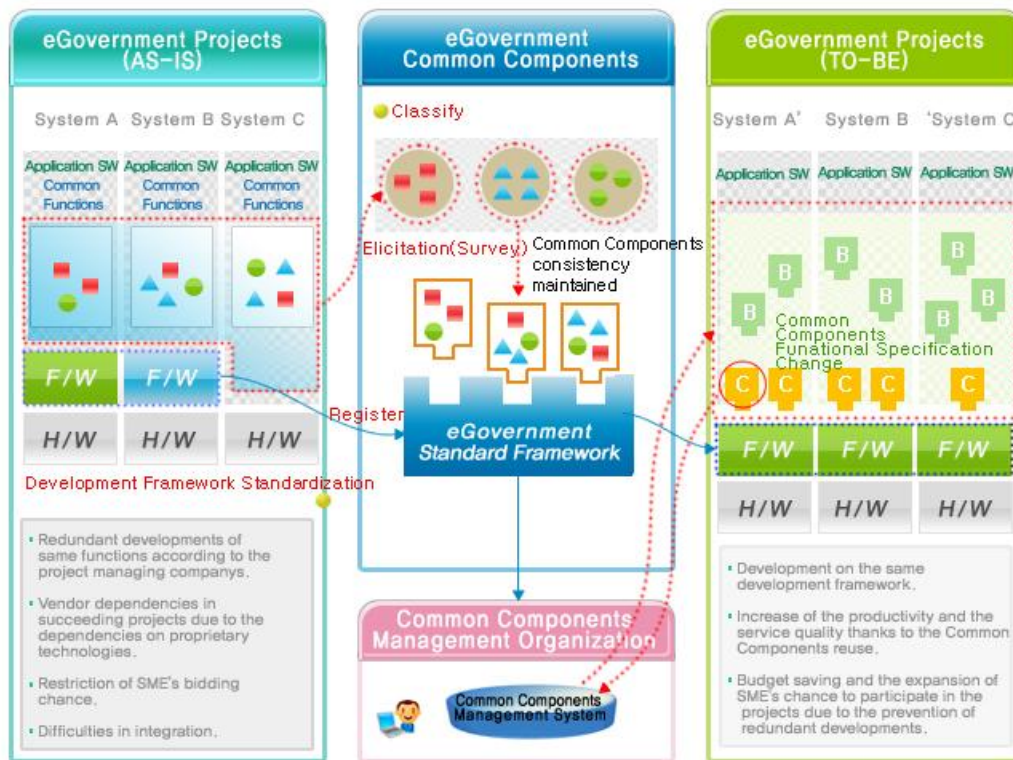 eGovernment Projects
(AS-IS)
System A System B System C
Application SW Application SW Application SW
Common Common Common
Functions Functions Functions
F/W F/W
H/W H/W H/W
Development Framework Standardization
Redundant developments of
same functions according to the
project managing companys.
Vendor dependencies in
succeeding projects due to the
dependencies on proprietary
technologies.
Restriction of SME's bidding
chance.
Difficulties in integration.
eGovernment
Common Components
Classify
Elicitation(Survey)
Common Components
consistency
maintained
Register
eGovernment
Standard Framework
Common Components
Management Organization
Common Components
Management System
eGovernment Projects
(TO-BE)
System A' System B 'System C
Application SW Application SW Application SW
B B B B B B
Common
Components
Funational Specification
Change
C C C C C
F/W F/W F/W
H/W H/W H/W
Development on the same
development framework.
Increase of the productivity and the
service quality thanks to the Common
Components reuse.
Budget saving and the expansion of
SME's chance to participate in the
projects due to the prevention of
redundant developments.